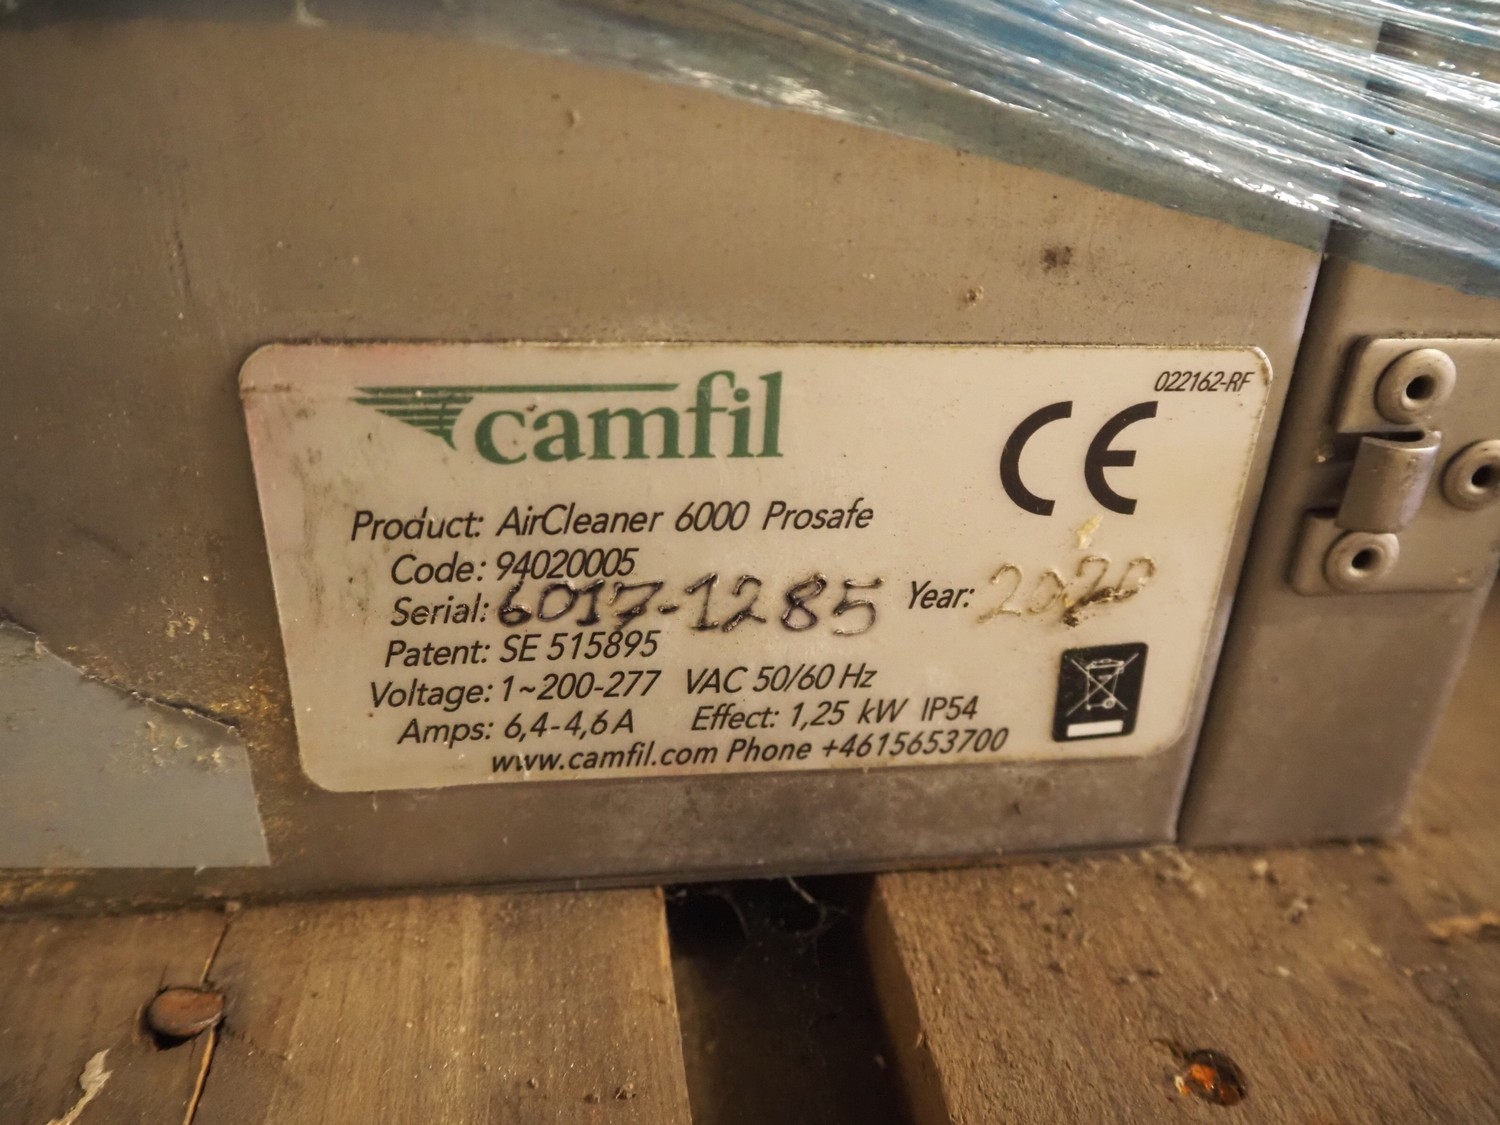 022162-RF
camfil
CE
Product: AirCleaner 6000 Prosafe
Code: 94020005
Serial: 6017-1285 Year: 2020
Patent: SE 515895
Voltage: 1~200-277 VAC 50/60 Hz
Amps: 6,4-4,6A Effect: 1,25 kW IP54
www.camfil.com Phone +4615653700